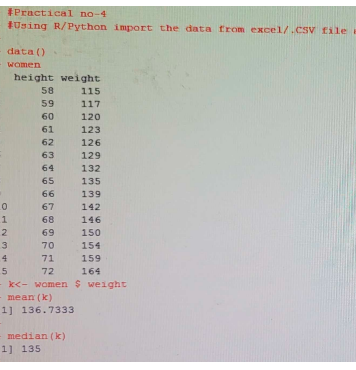 #Practical no-4
#Using R/Python import the data from excel/.CSV file
data()
women
height weight
58 115
59 117
60 120
61 123
62 126
63 129
64 132
65 135
66 139
0 67 142
1 68 146
2 69 150
3 70 154
4 71 159
5 72 164
k<- women $ weight
mean(k)
1] 136.7333
median(k)
1] 135